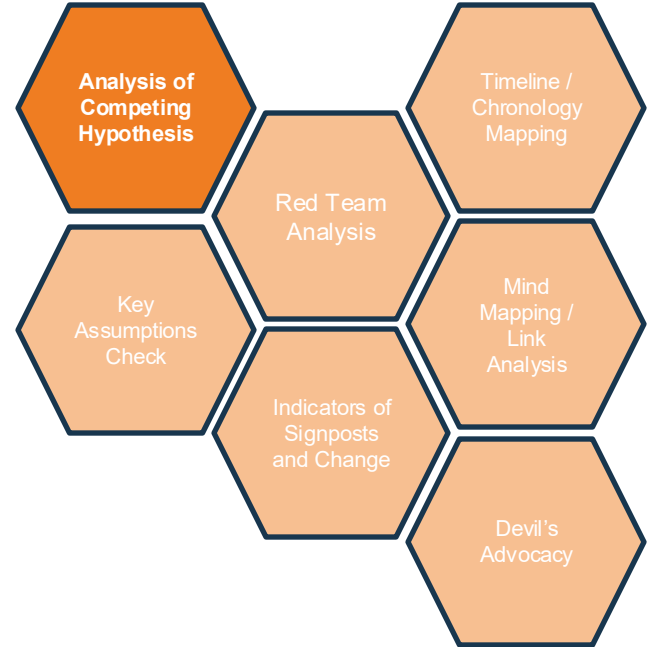 Analysis of
Competing
Hypothesis
Timeline /
Chronology
Mapping
Red Team
Analysis
Key
Assumptions
Check
Mind
Mapping /
Link
Analysis
Indicators of
Signposts
and Change
Devil’s
Advocacy